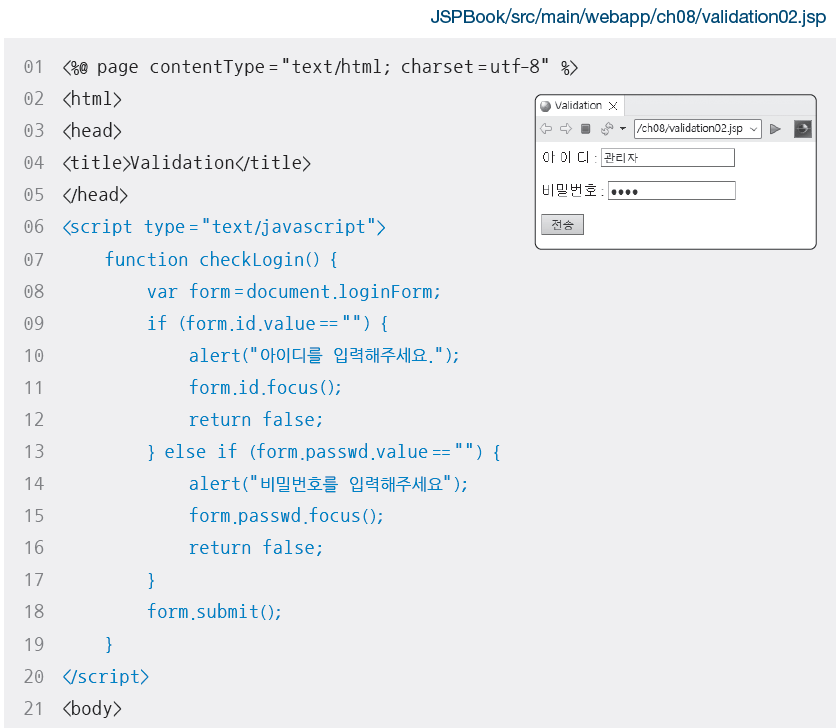 JSPBook/src/main/webapp/ch08/validation02.jsp
01 <%@ page contentType="text/html; charset=utf-8" %>
02 <html>
03 <head>
04 <title>Validation</title>
05 </head>
06 <script type="text/javascript">
07 function checkLogin() {
08 var form=document.loginForm;
09 if (form.id.value=="") {
10 alert("아이디를 입력해주세요.");
11 form.id.focus();
12 return false;
13 } else if (form.passwd.value=="") {
14 alert("비밀번호를 입력해주세요");
15 form.passwd.focus();
16 return false;
17 }
18 form.submit();
19 }
20 </script>
21 <body>
Validation
/ch08/validation02.jsp
아 이 디 : 관리자
비밀번호 : ●●●●
전송